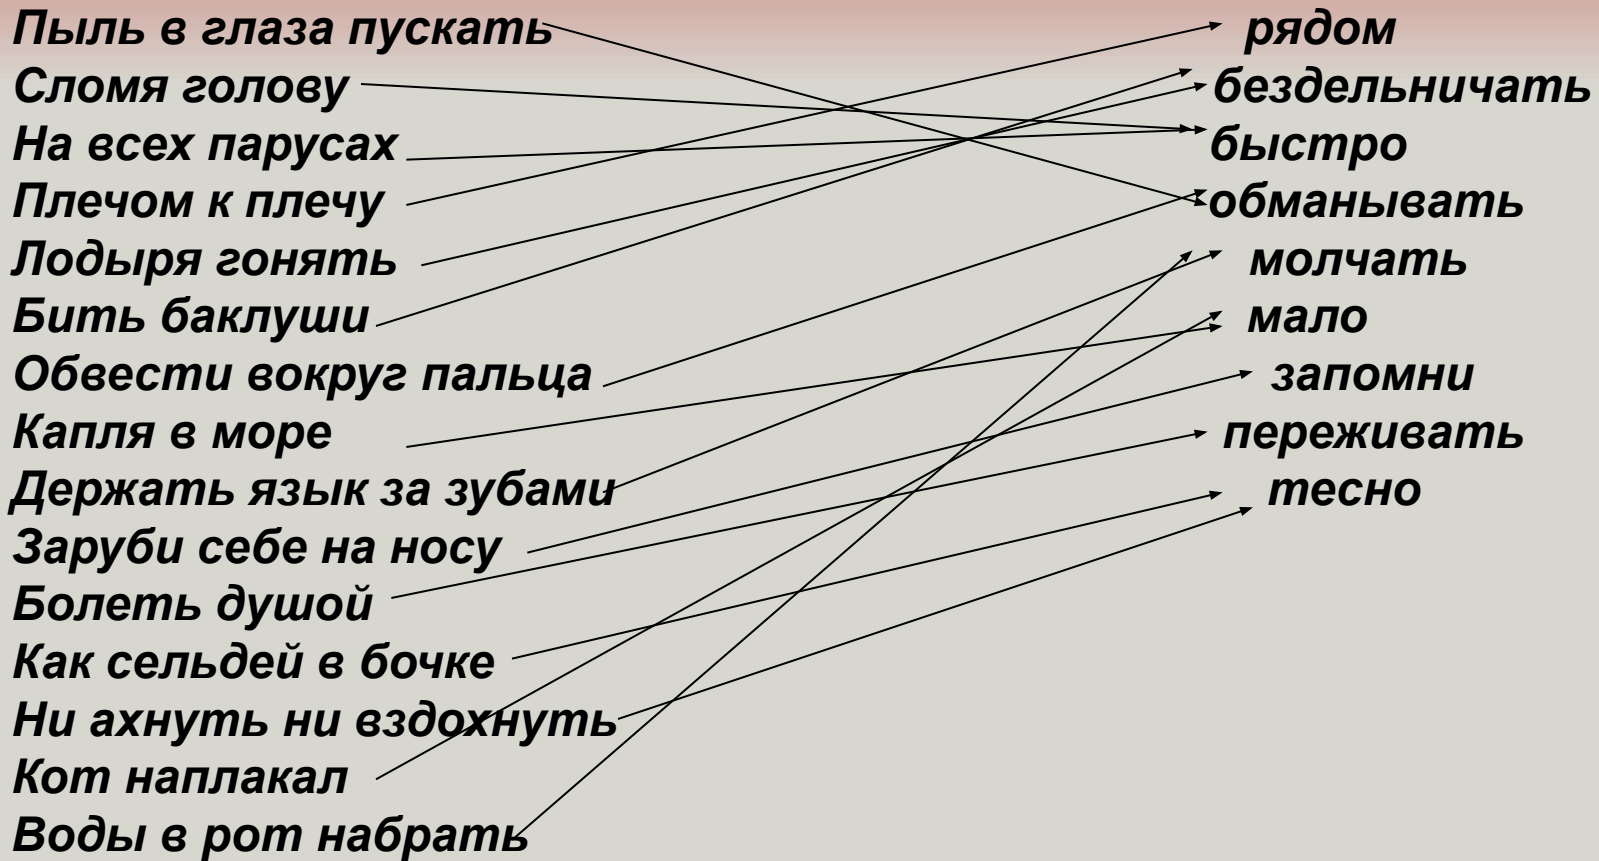 Пыль в глаза пускать
Сломя голову
На всех парусах
Плечом к плечу
Лодыря гонять
Бить баклуши
Обвести вокруг пальца
Капля в море
Держать язык за зубами
Заруби себе на носу
Болеть душой
Как сельдей в бочке
Ни ахнуть ни вздохнуть
Кот наплакал
Воды в рот набрать
рядом
бездельничать
быстро
обманывать
молчать
мало
запомни
переживать
тесно